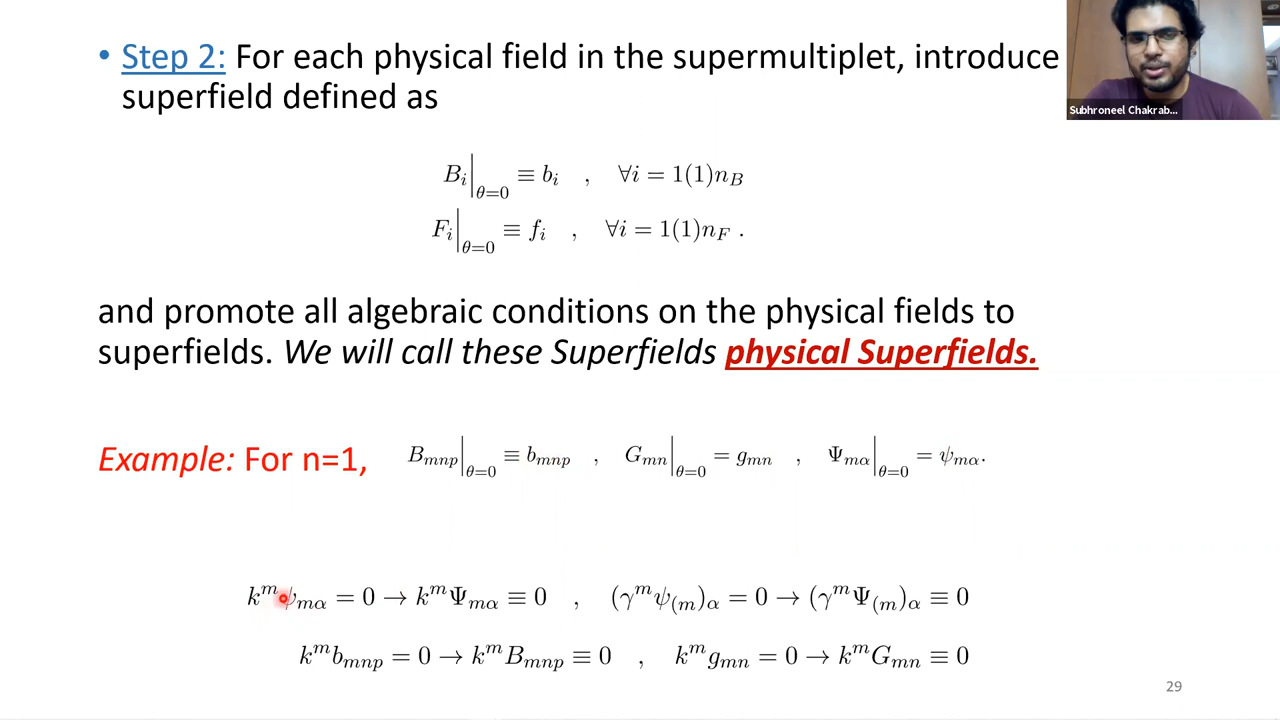 • Step 2: For each physical field in the supermultiplet, introduce
superfield defined as
Subhroneel Chakrab...
B_i|_{θ=0} ≡ b_i , ∀i = 1(1)n_B
F_i|_{θ=0} ≡ f_i , ∀i = 1(1)n_F .
and promote all algebraic conditions on the physical fields to
superfields. We will call these Superfields physical Superfields.
Example: For n=1, B_{mnp}|_{θ=0} ≡ b_{mnp} , G_{mn}|_{θ=0} = g_{mn} , Ψ_{mα}|_{θ=0} = ψ_{mα}.
k^m ψ_{mα} = 0 → k^m Ψ_{mα} ≡ 0 , (γ^m ψ_{(m)})_α = 0 → (γ^m Ψ_{(m)})_α ≡ 0
k^m b_{mnp} = 0 → k^m B_{mnp} ≡ 0 , k^m g_{mn} = 0 → k^m G_{mn} ≡ 0
29